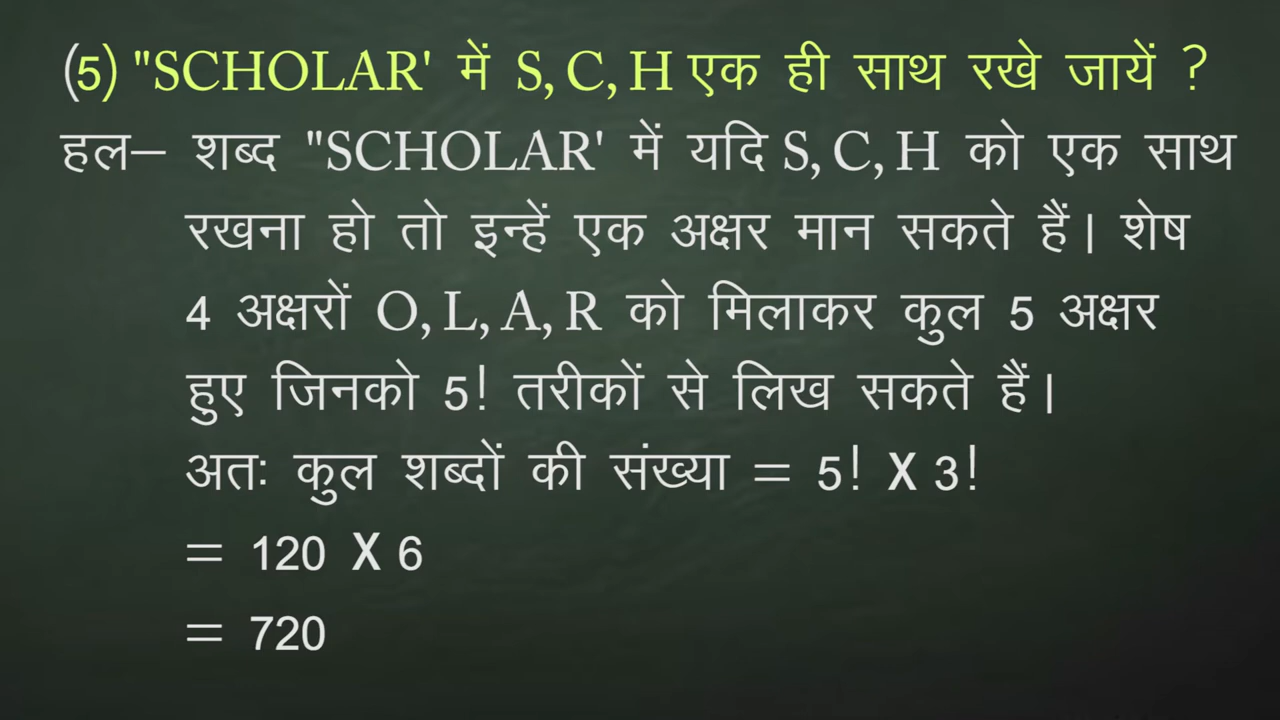 (5) "SCHOLAR' में S, C, H एक ही साथ रखे जायें ?
हल– शब्द "SCHOLAR' में यदि S, C, H को एक साथ
रखना हो तो इन्हें एक अक्षर मान सकते हैं। शेष
4 अक्षरों O, L, A, R को मिलाकर कुल 5 अक्षर
हुए जिनको 5! तरीकों से लिख सकते हैं।
अतः कुल शब्दों की संख्या = 5! X 3!
= 120 X 6
= 720